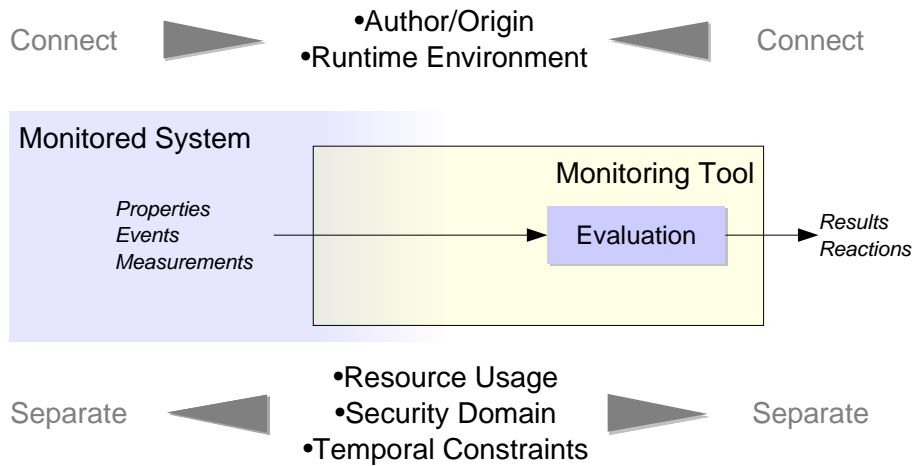 Connect
•Author/Origin
•Runtime Environment
Connect
Monitored System
Monitoring Tool
Properties
Events
Measurements
Evaluation
Results
Reactions
Separate
•Resource Usage
•Security Domain
•Temporal Constraints
Separate